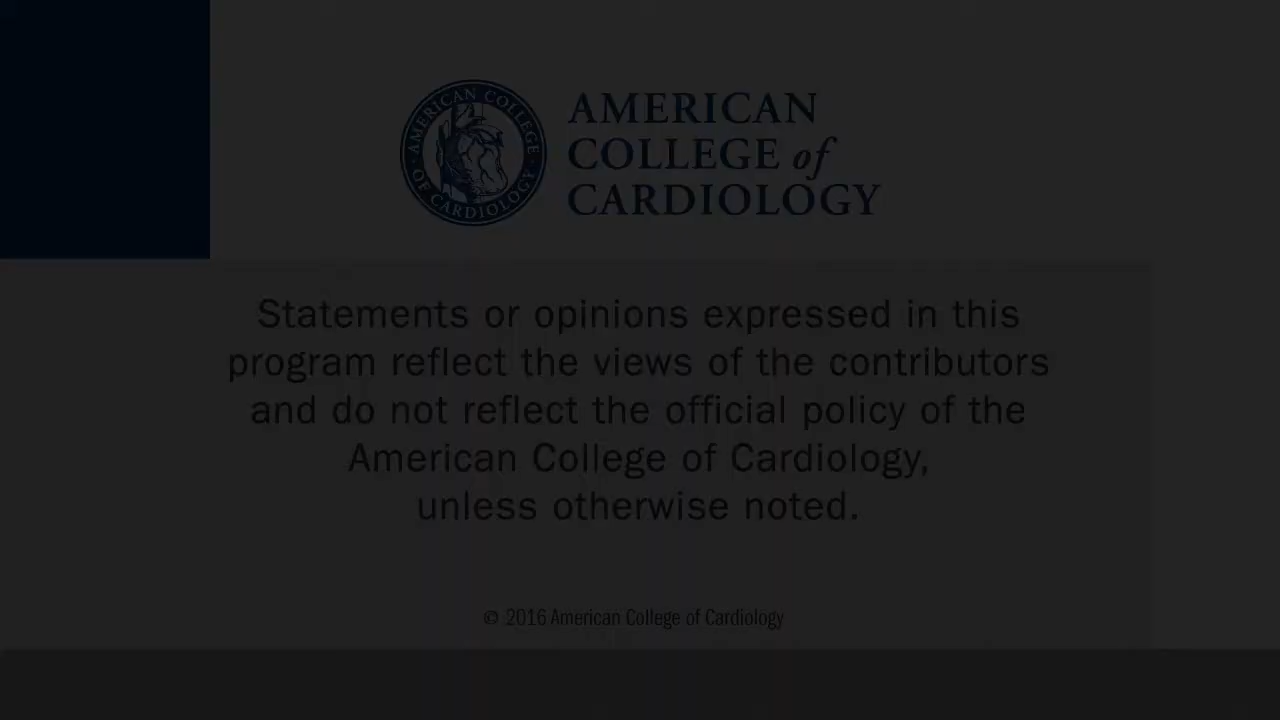 AMERICAN COLLEGE
OF CARDIOLOGY
AMERICAN
COLLEGE of
CARDIOLOGY
Statements or opinions expressed in this
program reflect the views of the contributors
and do not reflect the official policy of the
American College of Cardiology,
unless otherwise noted.
© 2016 American College of Cardiology